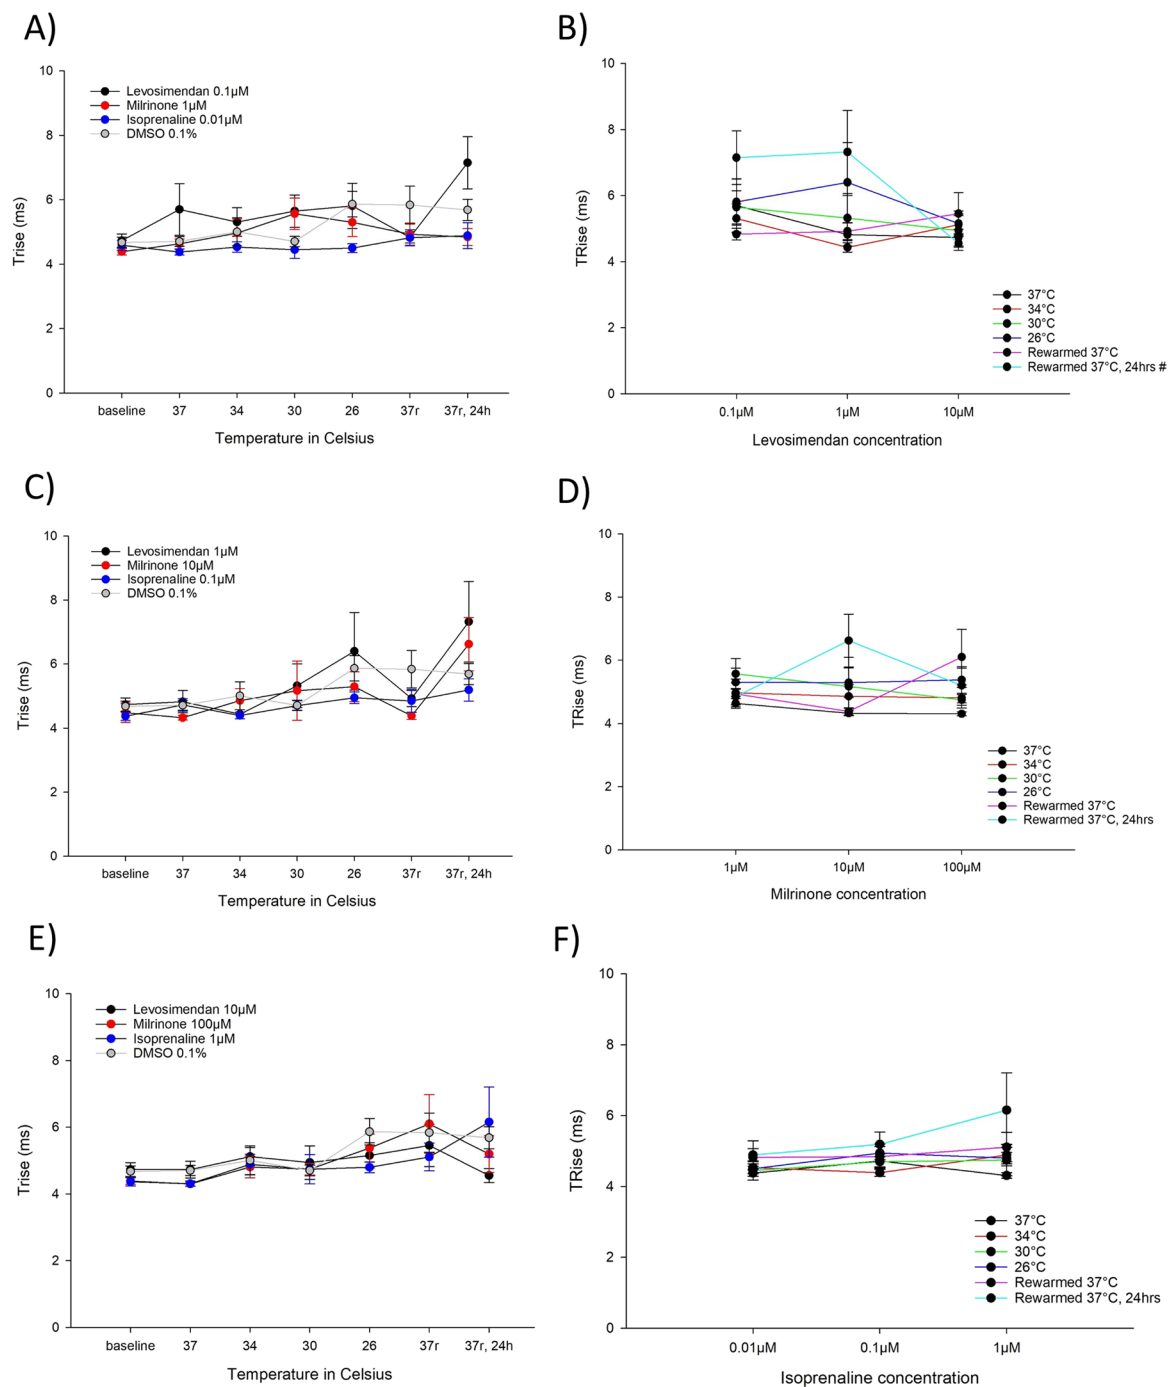 A)
10
8
6
4
2
0
Trise (ms)
Levosimendan 0.1µM
Milrinone 1µM
Isoprenaline 0.01µM
DMSO 0.1%
baseline 37 34 30 26 37r 37r, 24h
Temperature in Celsius
B)
10
8
6
4
2
0
TRise (ms)
37°C
34°C
30°C
26°C
Rewarmed 37°C
Rewarmed 37°C, 24hrs #
0.1µM 1µM 10µM
Levosimendan concentration
C)
10
8
6
4
2
0
Trise (ms)
Levosimendan 1µM
Milrinone 10µM
Isoprenaline 0.1µM
DMSO 0.1%
baseline 37 34 30 26 37r 37r, 24h
Temperature in Celsius
D)
10
8
6
4
2
0
TRise (ms)
37°C
34°C
30°C
26°C
Rewarmed 37°C
Rewarmed 37°C, 24hrs
1µM 10µM 100µM
Milrinone concentration
E)
10
8
6
4
2
0
Trise (ms)
Levosimendan 10µM
Milrinone 100µM
Isoprenaline 1µM
DMSO 0.1%
baseline 37 34 30 26 37r 37r, 24h
Temperature in Celsius
F)
10
8
6
4
2
0
TRise (ms)
37°C
34°C
30°C
26°C
Rewarmed 37°C
Rewarmed 37°C, 24hrs
0.01µM 0.1µM 1µM
Isoprenaline concentration